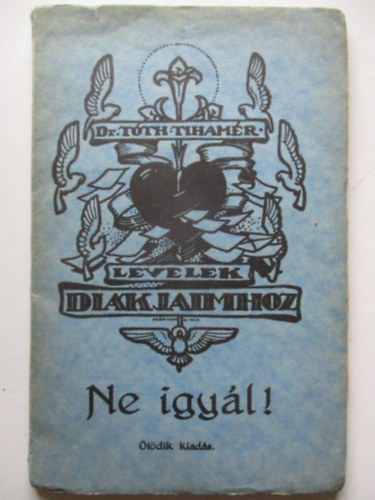 Dr. TÓTH TIHAMÉR.
LEVELEK
DIÁKJAIMHOZ
Ne igyál!
Ötödik kiadás.